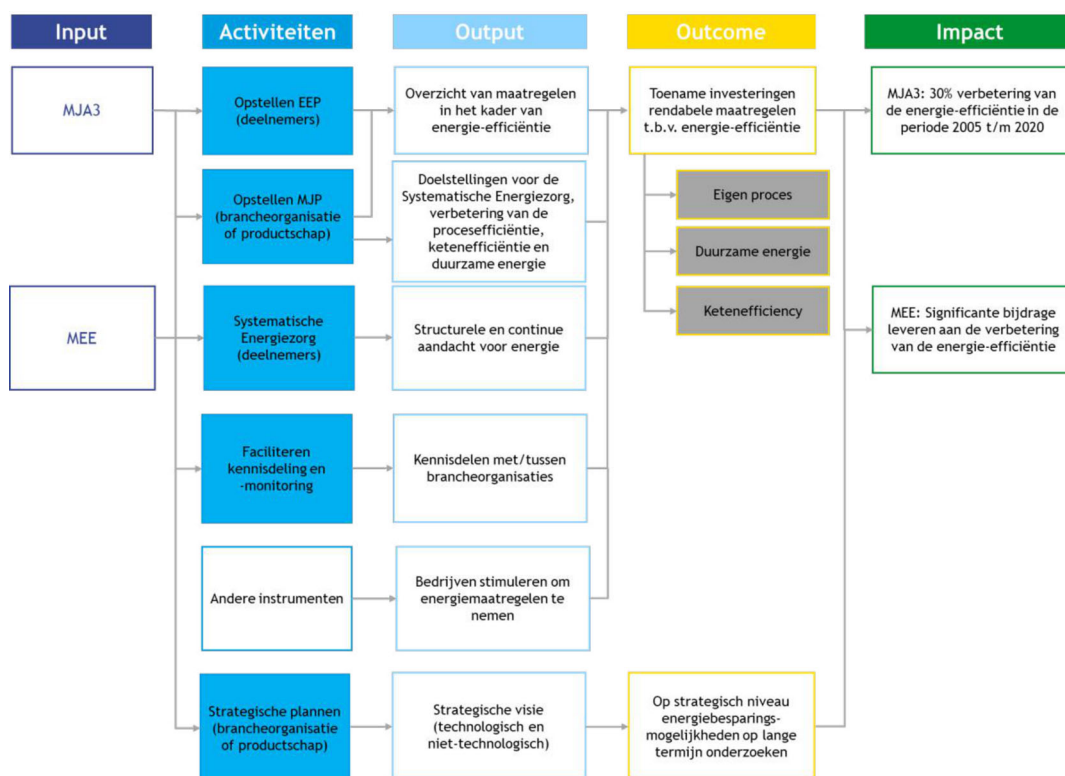 Input
Activiteiten
Output
Outcome
Impact
MJA3
Opstellen EEP
(deelnemers)
Overzicht van maatregelen
in het kader van
energie-efficiëntie
Toename investeringen
rendabele maatregelen
t.b.v. energie-efficiëntie
MJA3: 30% verbetering van
de energie-efficiëntie in de
periode 2005 t/m 2020
Opstellen MJP
(brancheorganisatie
of productschap)
Doelstellingen voor de
Systematische Energiezorg,
verbetering van de
procesefficiëntie,
ketenefficiëntie en
duurzame energie
Eigen proces
Duurzame energie
Ketenefficiency
MEE
Systematische
Energiezorg
(deelnemers)
Structurele en continue
aandacht voor energie
MEE: Significante bijdrage
leveren aan de verbetering
van de energie-efficiëntie
Faciliteren
kennisdeling en
-monitoring
Kennisdelen met/tussen
brancheorganisaties
Andere instrumenten
Bedrijven stimuleren om
energiemaatregelen te
nemen
Strategische plannen
(brancheorganisatie
of productschap)
Strategische visie
(technologisch en
niet-technologisch)
Op strategisch niveau
energiebesparings-
mogelijkheden op lange
termijn onderzoeken